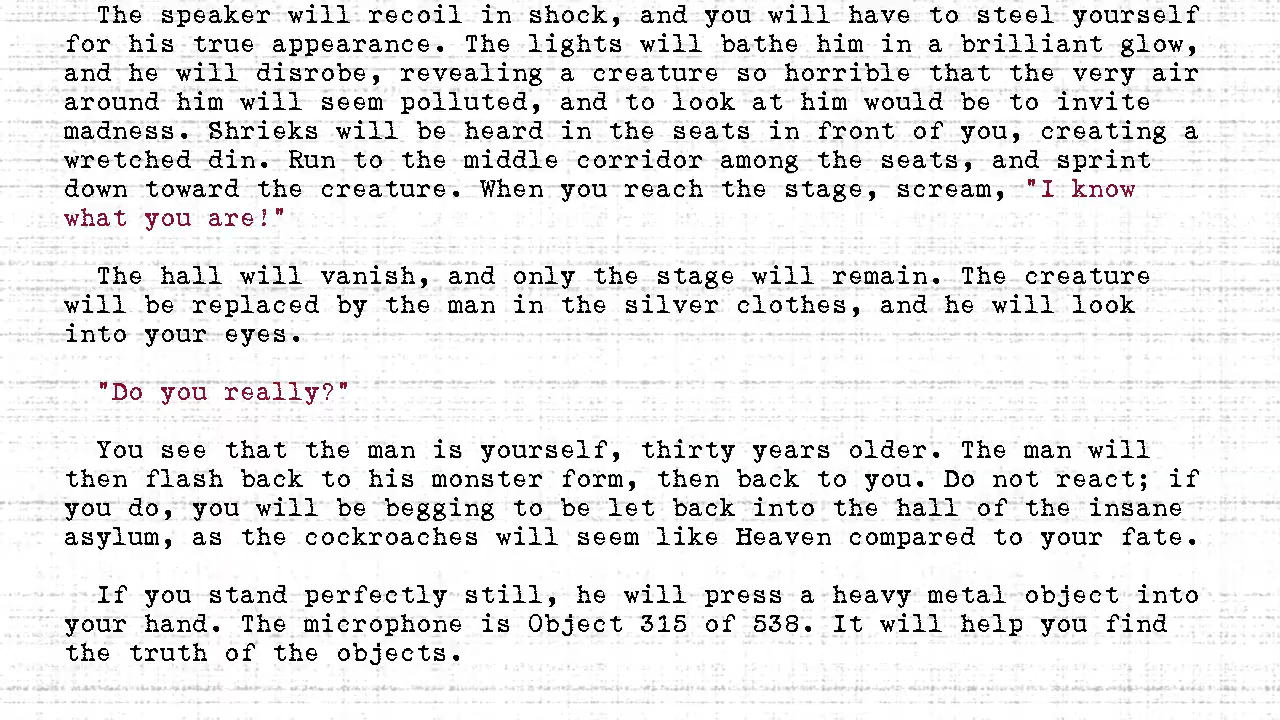 The speaker will recoil in shock, and you will have to steel yourself
for his true appearance. The lights will bathe him in a brilliant glow,
and he will disrobe, revealing a creature so horrible that the very air
around him will seem polluted, and to look at him would be to invite
madness. Shrieks will be heard in the seats in front of you, creating a
wretched din. Run to the middle corridor among the seats, and sprint
down toward the creature. When you reach the stage, scream, "I know
what you are!"
The hall will vanish, and only the stage will remain. The creature
will be replaced by the man in the silver clothes, and he will look
into your eyes.
"Do you really?"
You see that the man is yourself, thirty years older. The man will
then flash back to his monster form, then back to you. Do not react; if
you do, you will be begging to be let back into the hall of the insane
asylum, as the cockroaches will seem like Heaven compared to your fate.
If you stand perfectly still, he will press a heavy metal object into
your hand. The microphone is Object 315 of 538. It will help you find
the truth of the objects.